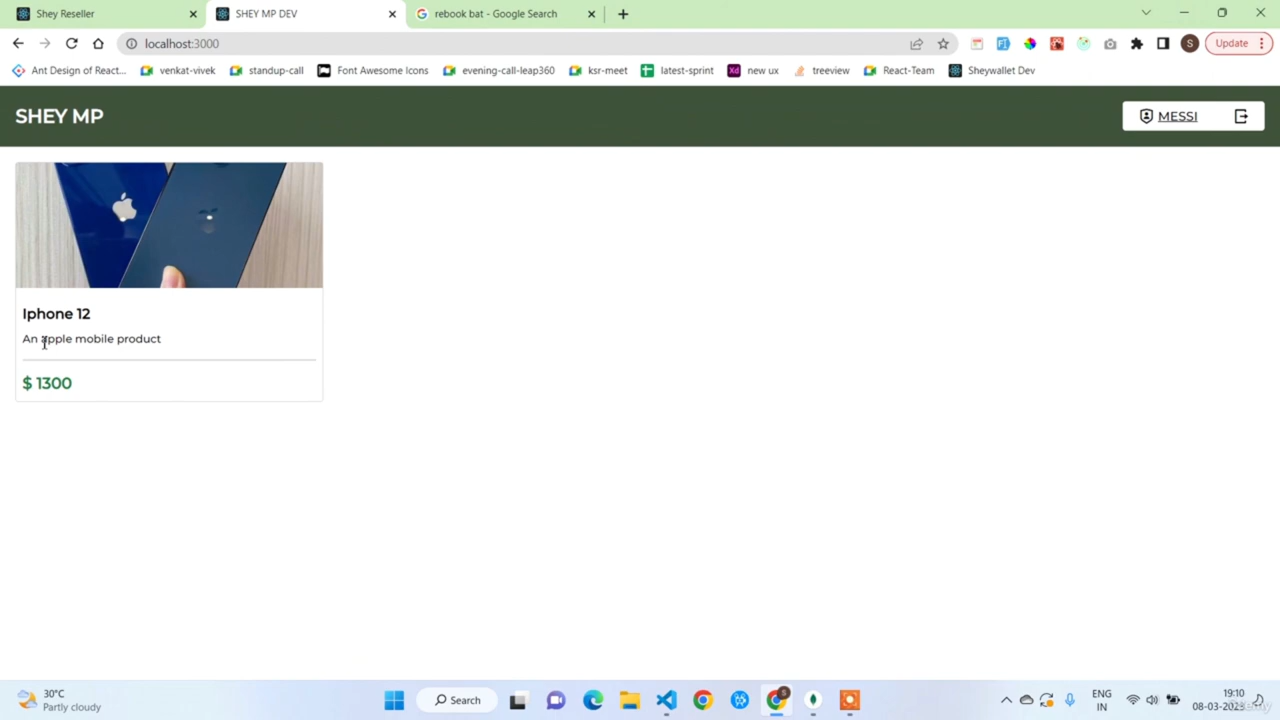 Shey Reseller
SHEY MP DEV
rebook bat - Google Search
localhost:3000
S
Update
Ant Design of React...
venkat-vivek
standup-call
Font Awesome Icons
evening-call-leap360
ksr-meet
latest-sprint
Xd new ux
treeview
React-Team
Sheywallet Dev
SHEY MP
MESSI
Iphone 12
An apple mobile product
$ 1300
30°C
Partly cloudy
Search
ENG
IN
19:10
08-03-2023